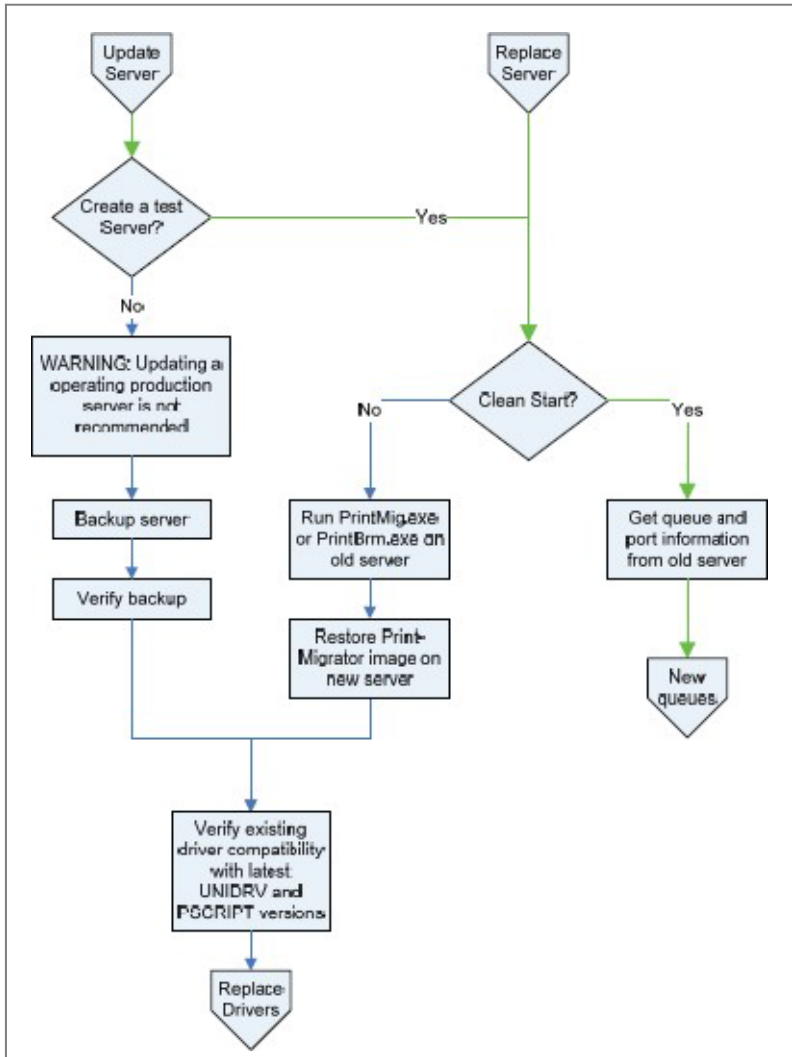 Update
Server
Replace
Server
Create a test
Server?
Yes
No
WARNING: Updating a
operating production
server is not
recommended
Clean Start?
No
Yes
Backup server
Run PrintMig.exe
or PrintBrm.exe on
old server
Get queue and
port information
from old server
Verify backup
Restore Print-
Migrator image on
new server
New
queues
Verify existing
driver compatibility
with latest
UNIDRV and
PSCRIPT versions
Replace
Drivers